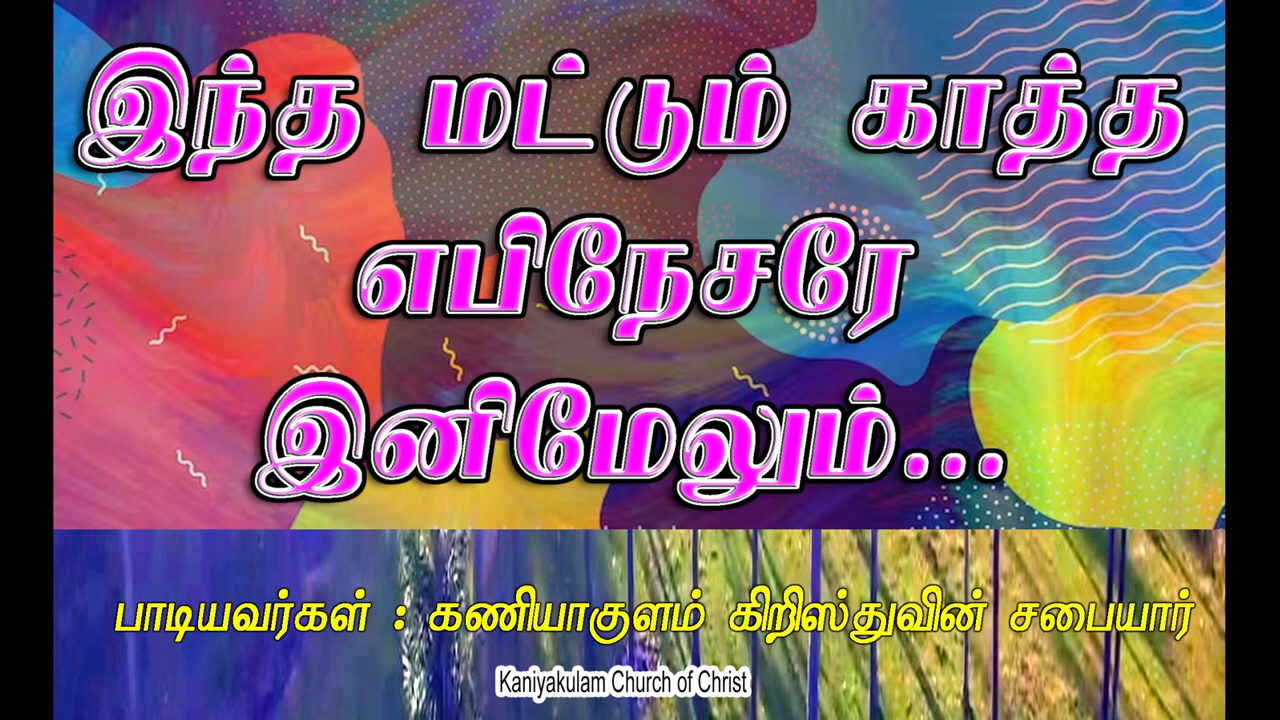 இந்த மட்டும் காத்த
எபிநேசரே
இனிமேலும்...
பாடியவர்கள் : கணியாகுளம் கிறிஸ்துவின் சபையார்
Kaniyakulam Church of Christ